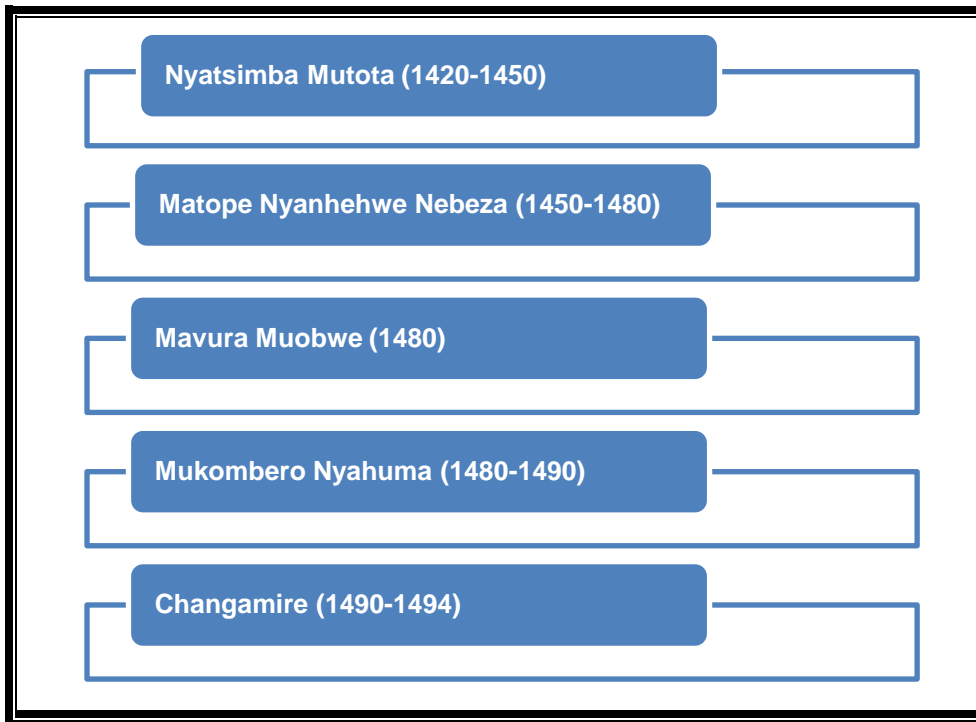 Nyatsimba Mutota (1420-1450)
Matope Nyanhehwe Nebeza (1450-1480)
Mavura Muobwe (1480)
Mukombero Nyahuma (1480-1490)
Changamire (1490-1494)